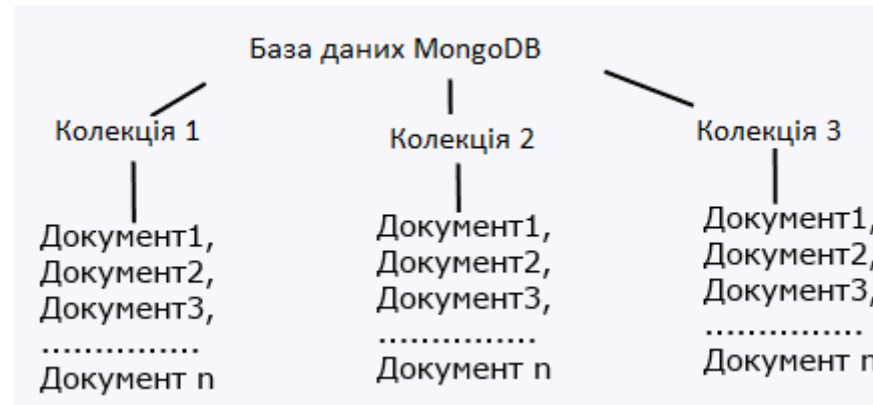 База даних MongoDB
Колекція 1
Документ1,
Документ2,
Документ3,
...............
Документ n
Колекція 2
Документ1,
Документ2,
Документ3,
...............
Документ n
Колекція 3
Документ1,
Документ2,
Документ3,
...............
Документ n